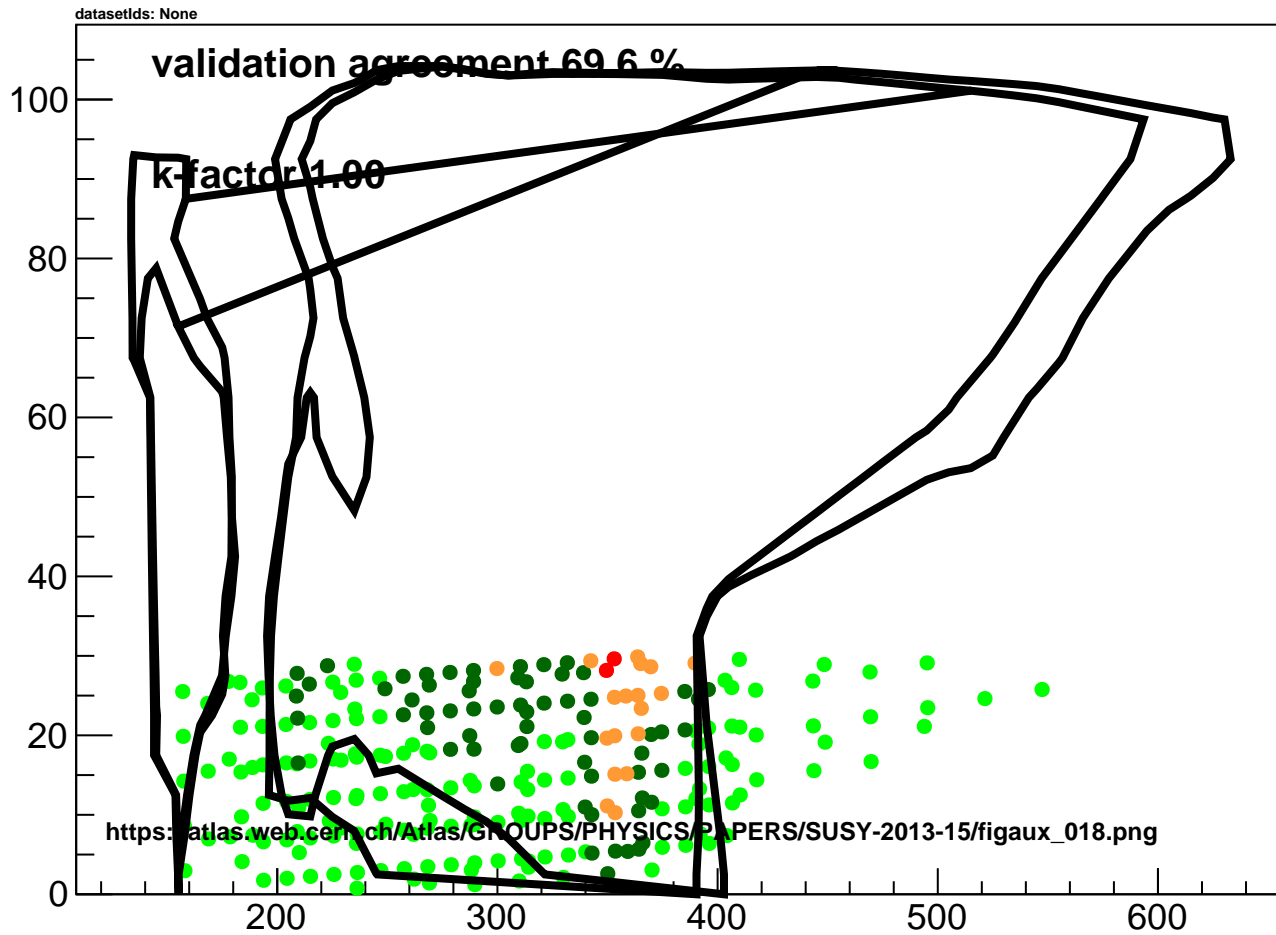 datasetIds: None
validation agreement 69.6 %
k-factor 1.00
100
80
60
40
20
0
https://atlas.web.cern.ch/Atlas/GROUPS/PHYSICS/PAPERS/SUSY-2013-15/figaux_018.png
200 300 400 500 600